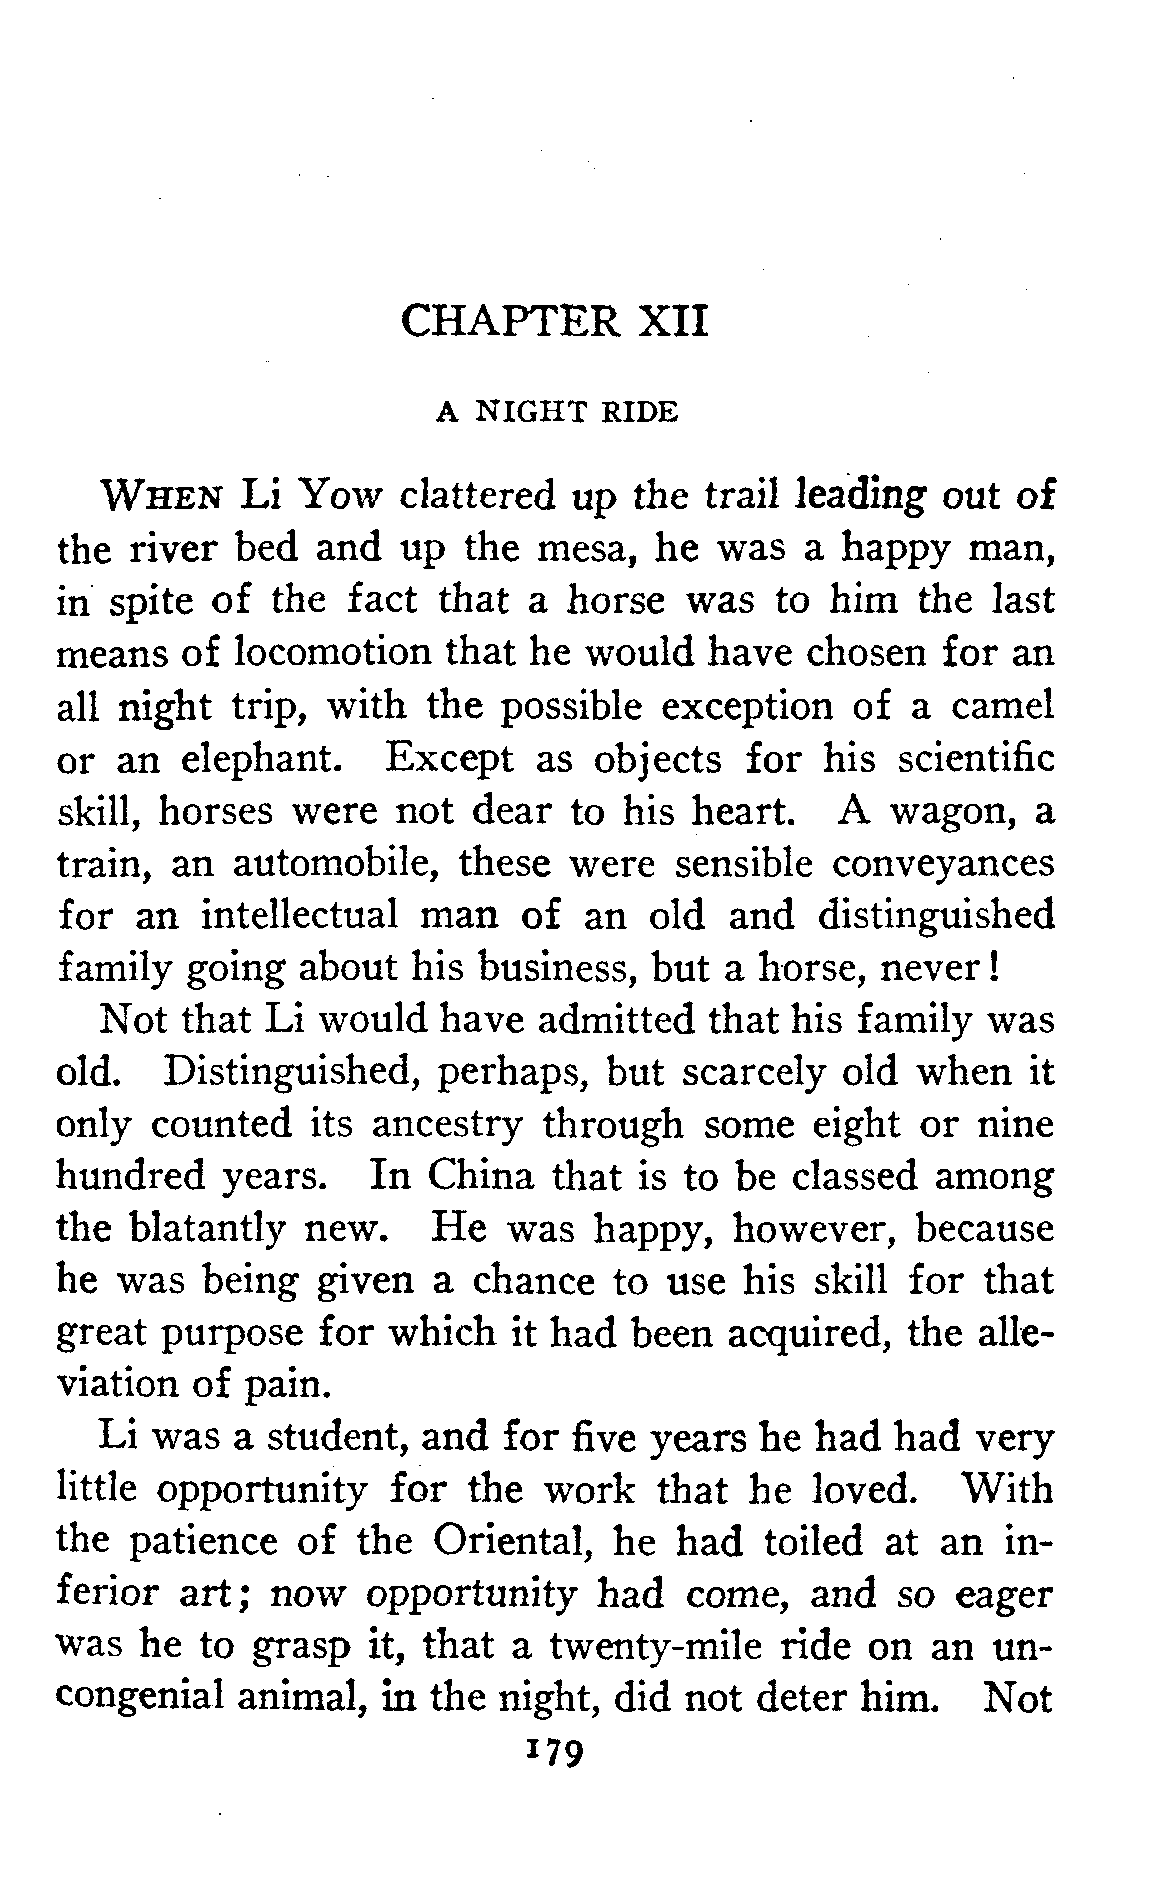 CHAPTER XII
A NIGHT RIDE
WHEN Li Yow clattered up the trail leading out of
the river bed and up the mesa, he was a happy man,
in spite of the fact that a horse was to him the last
means of locomotion that he would have chosen for an
all night trip, with the possible exception of a camel
or an elephant. Except as objects for his scientific
skill, horses were not dear to his heart. A wagon, a
train, an automobile, these were sensible conveyances
for an intellectual man of an old and distinguished
family going about his business, but a horse, never!
Not that Li would have admitted that his family was
old. Distinguished, perhaps, but scarcely old when it
only counted its ancestry through some eight or nine
hundred years. In China that is to be classed among
the blatantly new. He was happy, however, because
he was being given a chance to use his skill for that
great purpose for which it had been acquired, the alle-
viation of pain.
Li was a student, and for five years he had had very
little opportunity for the work that he loved. With
the patience of the Oriental, he had toiled at an in-
ferior art; now opportunity had come, and so eager
was he to grasp it, that a twenty-mile ride on an un-
congenial animal, in the night, did not deter him. Not
179